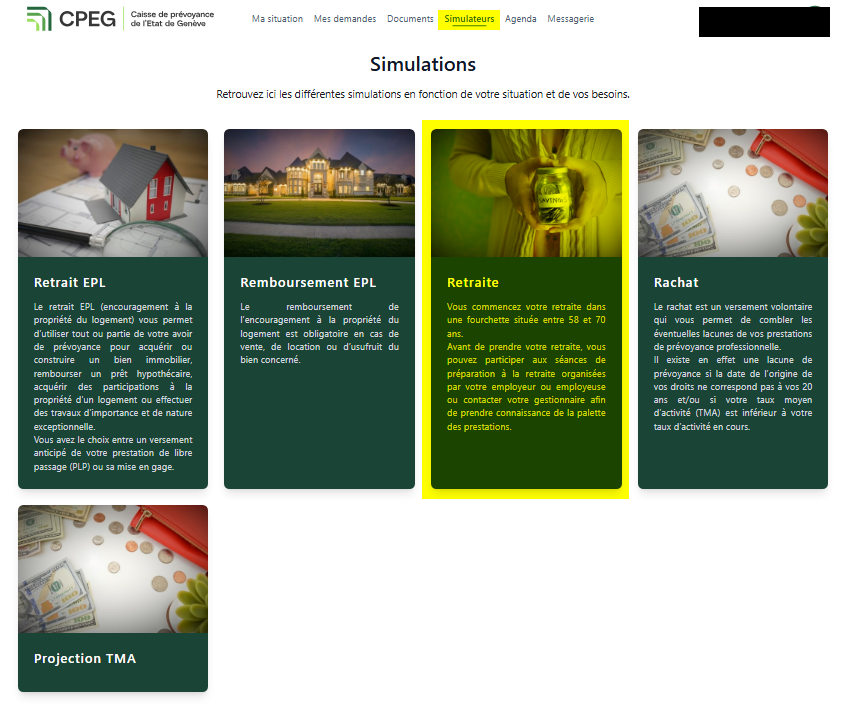 CPEG
Caisse de prévoyance
de l'Etat de Genève
Ma situation
Mes demandes
Documents
Simulateurs
Agenda
Messagerie
Simulations
Retrouvez ici les différentes simulations en fonction de votre situation et de vos besoins.
Retrait EPL
Le retrait EPL (encouragement à la
propriété du logement) vous permet
d'utiliser tout ou partie de votre avoir
de prévoyance pour acquérir ou
construire un bien immobilier,
rembourser un prêt hypothécaire,
acquérir des participations à la
propriété d'un logement ou effectuer
des travaux d'importance et de nature
exceptionnelle.
Vous avez le choix entre un versement
anticipé de votre prestation de libre
passage (PLP) ou sa mise en gage.
Remboursement EPL
Le remboursement de
l'encouragement à la propriété du
logement est obligatoire en cas de
vente, de location ou d'usufruit du
bien concerné.
Retraite
Vous commencez votre retraite dans
une fourchette située entre 58 et 70
ans.
Avant de prendre votre retraite, vous
pouvez participer aux séances de
préparation à la retraite organisées
par votre employeur ou employeuse
ou contacter votre gestionnaire afin
de prendre connaissance de la palette
des prestations.
Rachat
Le rachat est un versement volontaire
qui vous permet de combler les
éventuelles lacunes de vos prestations
de prévoyance professionnelle.
Il existe en effet une lacune de
prévoyance si la date de l'origine de
vos droits ne correspond pas à vos 20
ans et/ou si votre taux moyen
d'activité (TMA) est inférieur à votre
taux d'activité en cours.
Projection TMA